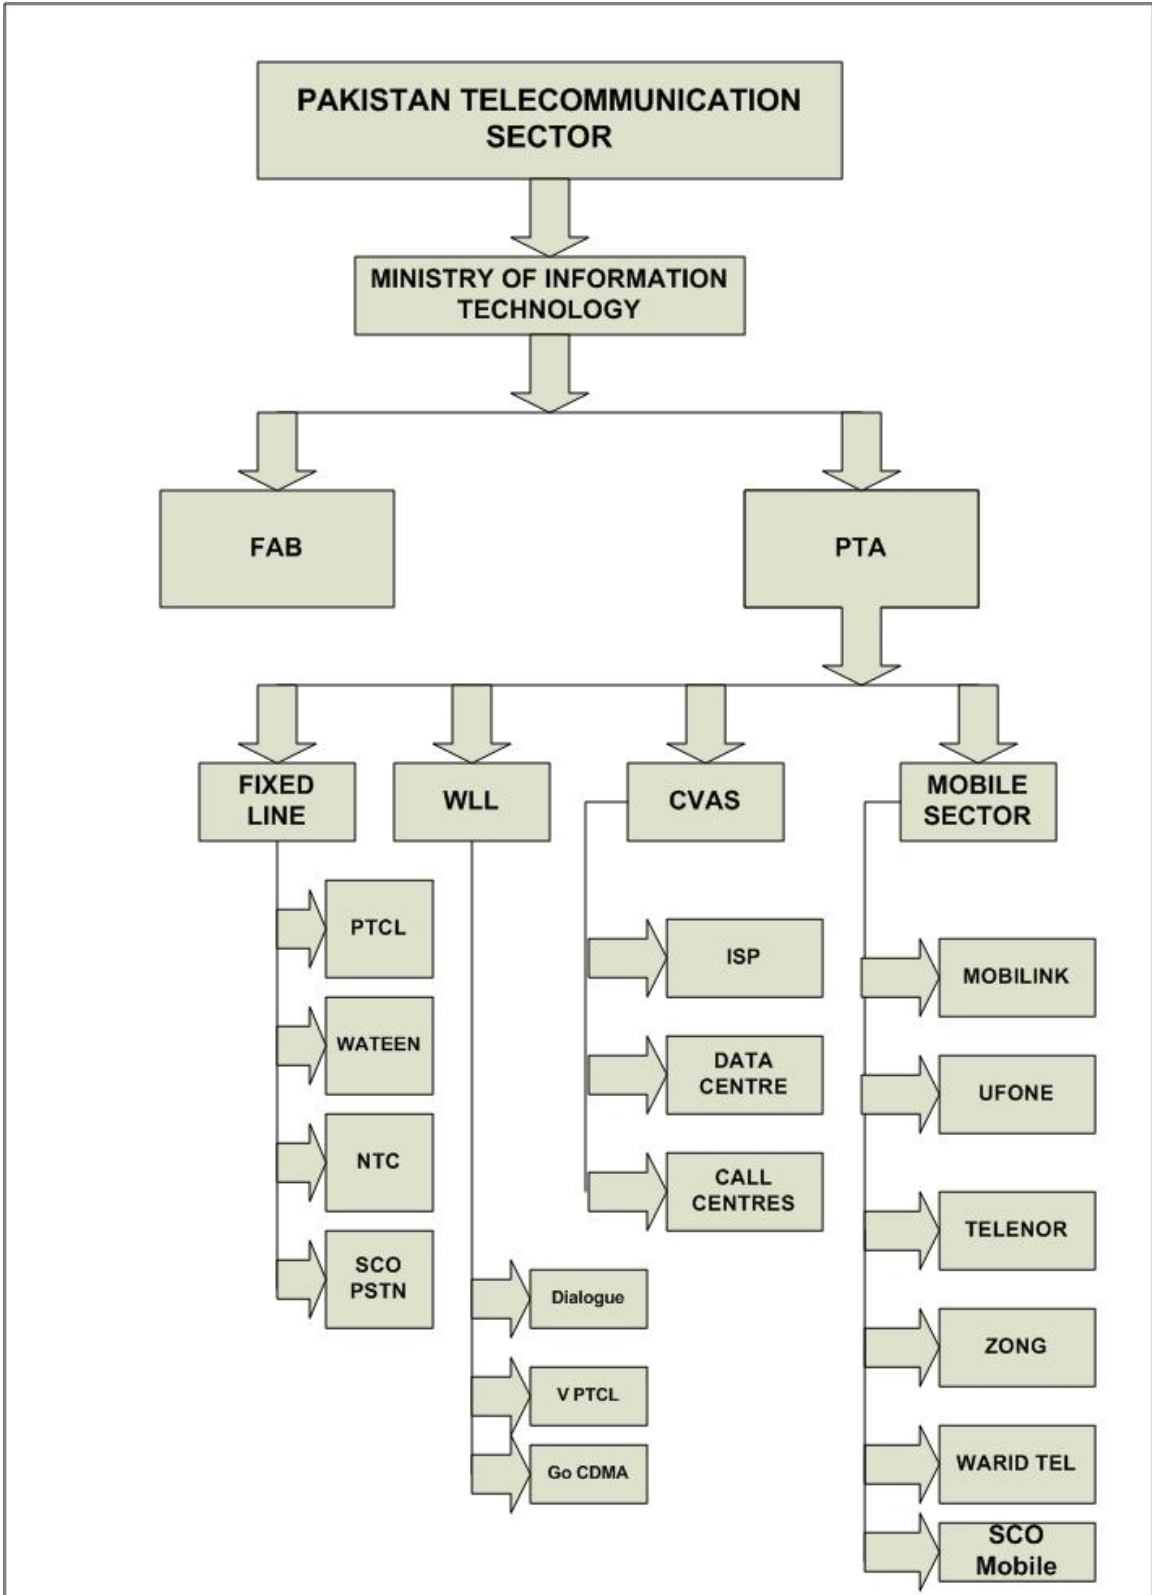 PAKISTAN TELECOMMUNICATION
SECTOR
MINISTRY OF INFORMATION
TECHNOLOGY
FAB
PTA
FIXED
LINE
WLL
CVAS
MOBILE
SECTOR
PTCL
WATEEN
NTC
SCO
PSTN
Dialogue
V PTCL
Go CDMA
ISP
DATA
CENTRE
CALL
CENTRES
MOBILINK
UFONE
TELENOR
ZONG
WARID TEL
SCO
Mobile